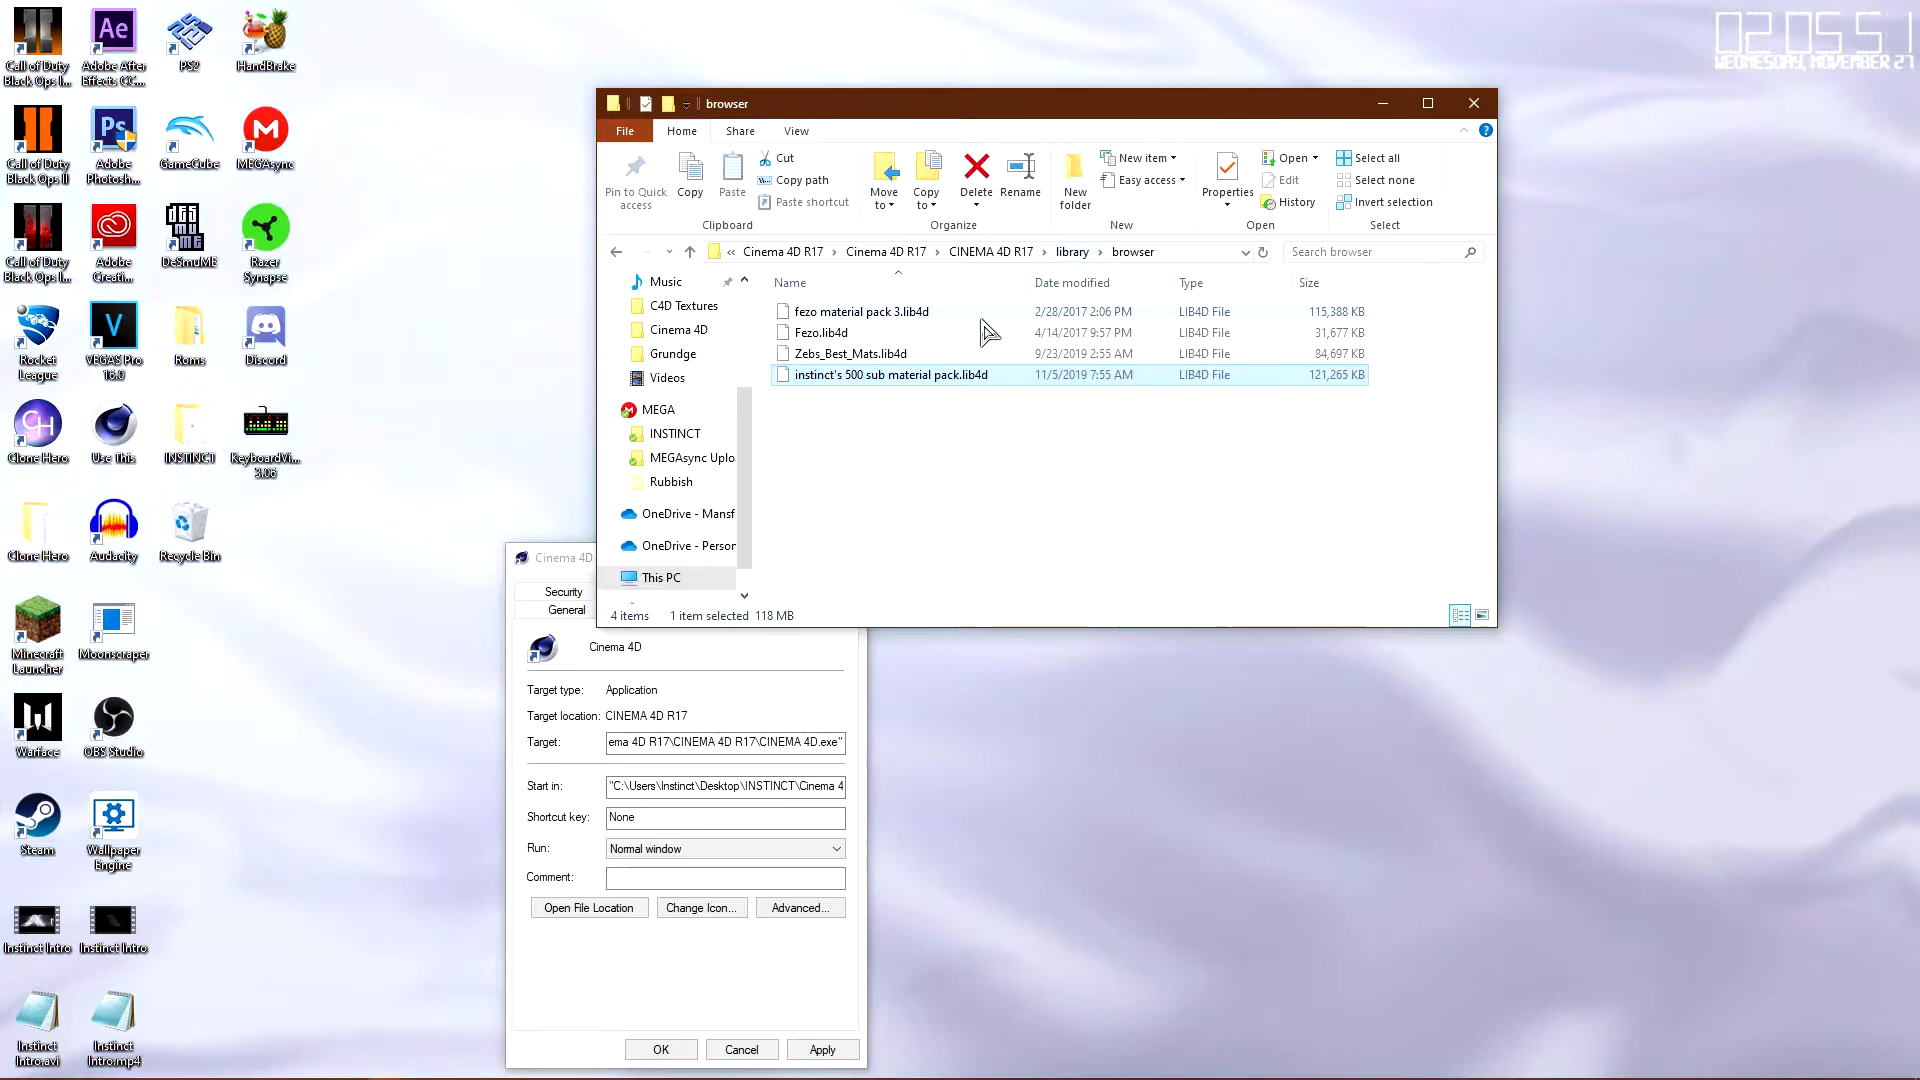 02 05 51
WEDNESDAY, NOVEMBER 27
Call of Duty
Black Ops I...
Adobe After
Effects CC...
PS2
HandBrake
Call of Duty
Black Ops II
Adobe
Photosh...
GameCube
MEGAsync
Call of Duty
Black Ops I...
Adobe
Creati...
DeSmuME
Razer
Synapse
Rocket
League
VEGAS Pro
16.0
Roms
Discord
Clone Hero
Use This
INSTINCT
KeyboardVi...
3.06
Clone Hero
Audacity
Recycle Bin
Minecraft
Launcher
Moonscraper
Warface
OBS Studio
Steam
Wallpaper
Engine
Instinct Intro
Instinct Intro
Instinct
Intro.avi
Instinct
Intro.mp4
browser
File
Home
Share
View
Pin to Quick
access
Copy
Paste
Cut
Copy path
Paste shortcut
Clipboard
Move
to
Copy
to
Delete
Rename
Organize
New
folder
New item
Easy access
New
Properties
Open
Edit
History
Open
Select all
Select none
Invert selection
Select
« Cinema 4D R17 › Cinema 4D R17 › CINEMA 4D R17 › library › browser
Search browser
Music
C4D Textures
Cinema 4D
Grundge
Videos
MEGA
INSTINCT
MEGAsync Uplo
Rubbish
OneDrive - Mansf
OneDrive - Person
This PC
Name Date modified Type Size
fezo material pack 3.lib4d 2/28/2017 2:06 PM LIB4D File 115,388 KB
Fezo.lib4d 4/14/2017 9:57 PM LIB4D File 31,677 KB
Zebs_Best_Mats.lib4d 9/23/2019 2:55 AM LIB4D File 84,697 KB
instinct's 500 sub material pack.lib4d 11/5/2019 7:55 AM LIB4D File 121,265 KB
4 items 1 item selected 118 MB
Cinema 4D
Security
General
Cinema 4D
Target type: Application
Target location: CINEMA 4D R17
Target: ema 4D R17\CINEMA 4D R17\CINEMA 4D.exe"
Start in: "C:\Users\Instinct\Desktop\INSTINCT\Cinema 4
Shortcut key: None
Run: Normal window
Comment:
Open File Location
Change Icon...
Advanced...
OK
Cancel
Apply